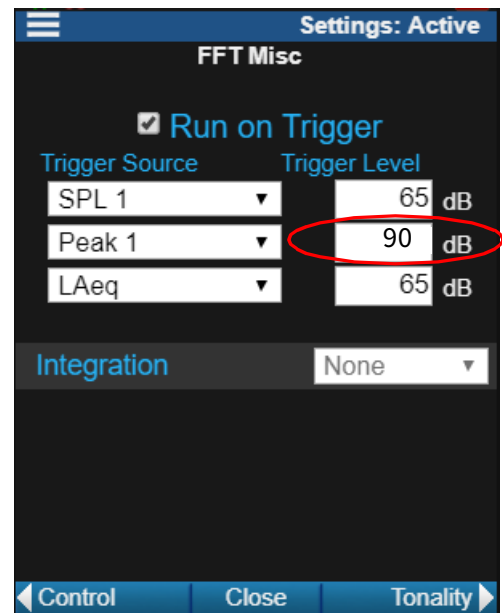 Settings: Active
FFT Misc
Run on Trigger
Trigger Source Trigger Level
SPL 1 65 dB
Peak 1 90 dB
LAeq 65 dB
Integration None
Control Close Tonality